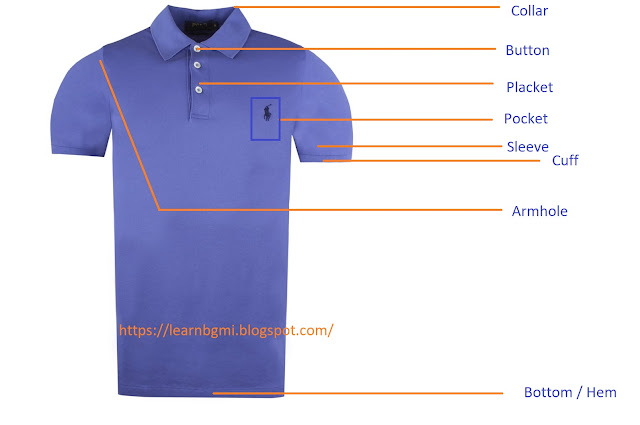 Collar
Button
Placket
Pocket
Sleeve
Cuff
Armhole
https://learnbgmi.blogspot.com/
Bottom / Hem